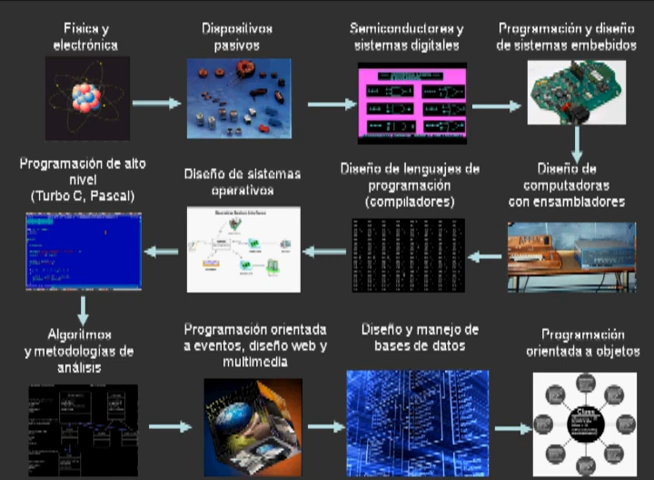 Física y
electrónica
Dispositivos
pasivos
Semiconductores y
sistemas digitales
Programación y diseño
de sistemas embebidos
Programación de alto
nivel
(Turbo C, Pascal)
Diseño de sistemas
operativos
Diseño de lenguajes de
programación
(compiladores)
Diseño de
computadoras
con ensambladores
Algoritmos
y metodologías de
análisis
Programación orientada
a eventos, diseño web y
multimedia
Diseño y manejo de
bases de datos
Programación
orientada a objetos
Class